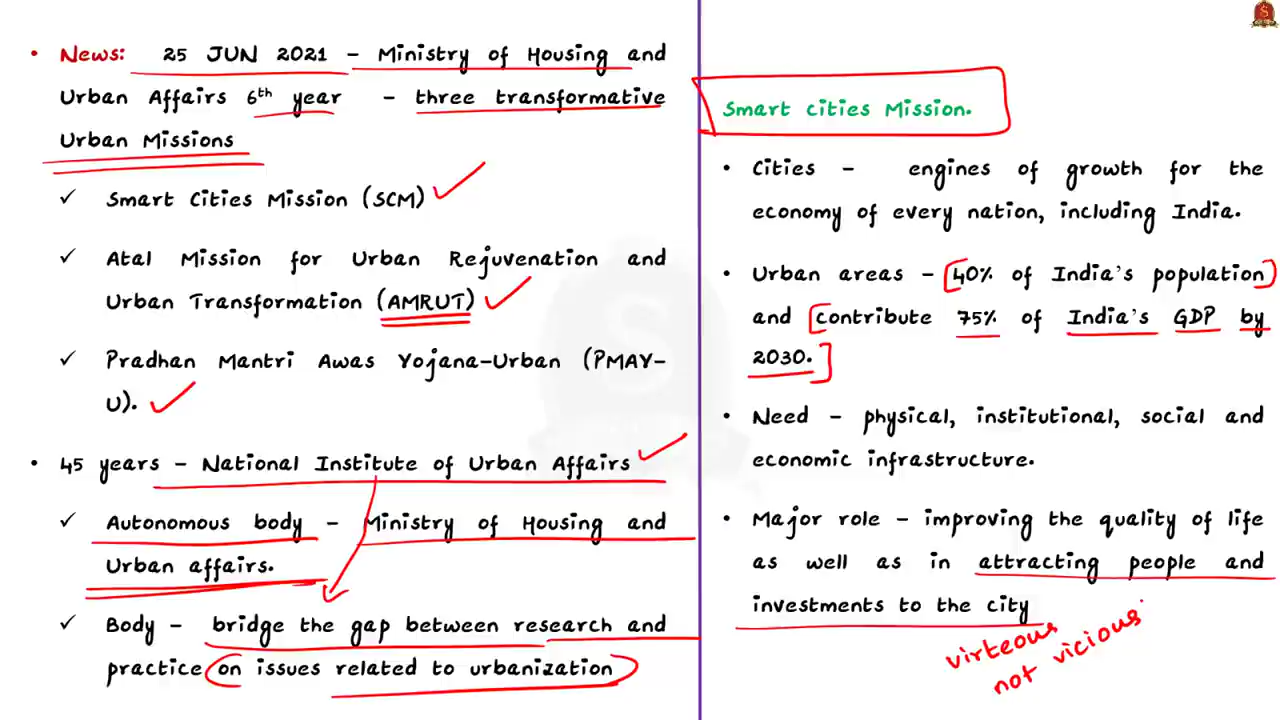 • News: 25 JUN 2021 – Ministry of Housing and
Urban Affairs 6th year – three transformative
Urban Missions
✓ Smart Cities Mission (SCM)
✓ Atal Mission for Urban Rejuvenation and
Urban Transformation (AMRUT)
✓ Pradhan Mantri Awas Yojana-Urban (PMAY-
U).
• 45 years – National Institute of Urban Affairs
✓ Autonomous body – Ministry of Housing and
Urban affairs.
✓ Body – bridge the gap between research and
practice on issues related to urbanization
Smart Cities Mission.
• Cities – engines of growth for the
economy of every nation, including India.
• Urban areas – 40% of India's population
and contribute 75% of India's GDP by
2030.
• Need – physical, institutional, social and
economic infrastructure.
• Major role – improving the quality of life
as well as in attracting people and
investments to the city
virteous
not vicious